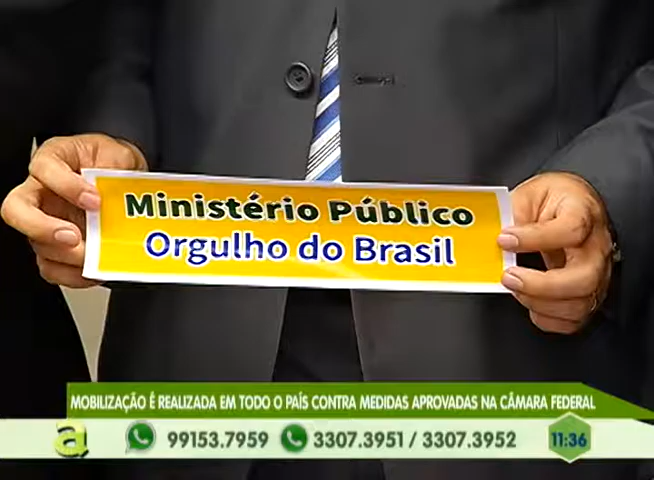 Ministério Público
Orgulho do Brasil
MOBILIZAÇÃO É REALIZADA EM TODO O PAÍS CONTRA MEDIDAS APROVADAS NA CÂMARA FEDERAL
a 99153.7959 3307.3951 / 3307.3952 11:36